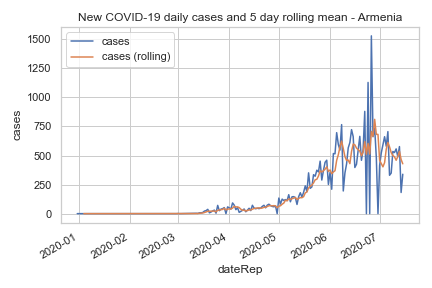 New COVID-19 daily cases and 5 day rolling mean - Armenia
cases
cases (rolling)
1500
1250
1000
750
500
250
0
cases
2020-01
2020-02
2020-03
2020-04
2020-05
2020-06
2020-07
dateRep